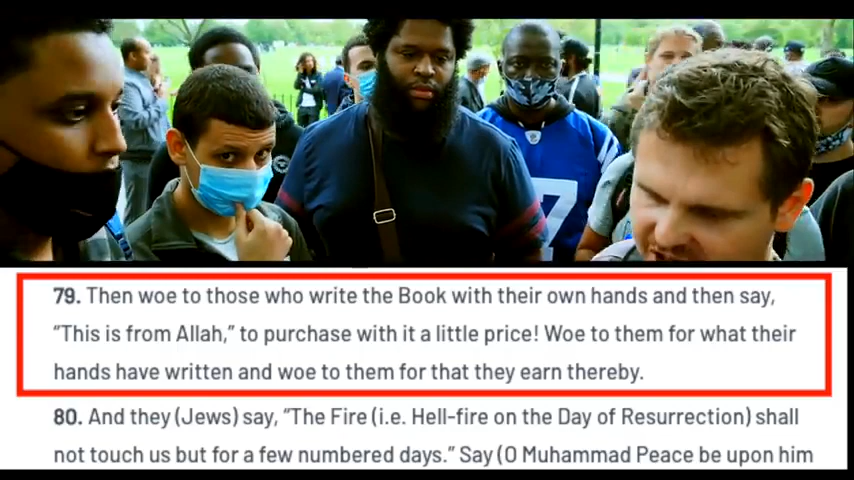 7
79. Then woe to those who write the Book with their own hands and then say,
"This is from Allah," to purchase with it a little price! Woe to them for what their
hands have written and woe to them for that they earn thereby.
80. And they (Jews) say, "The Fire (i.e. Hell-fire on the Day of Resurrection) shall
not touch us but for a few numbered days." Say (O Muhammad Peace be upon him